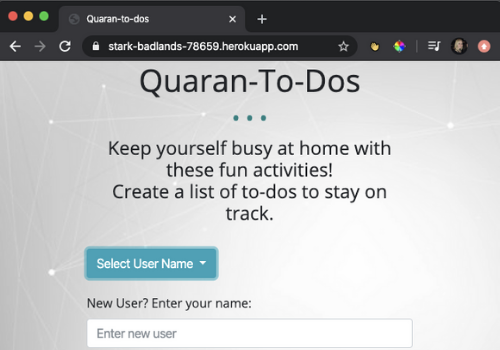 Quaran-to-dos
stark-badlands-78659.herokuapp.com
Quaran-To-Dos
Keep yourself busy at home with
these fun activities!
Create a list of to-dos to stay on
track.
Select User Name
New User? Enter your name:
Enter new user